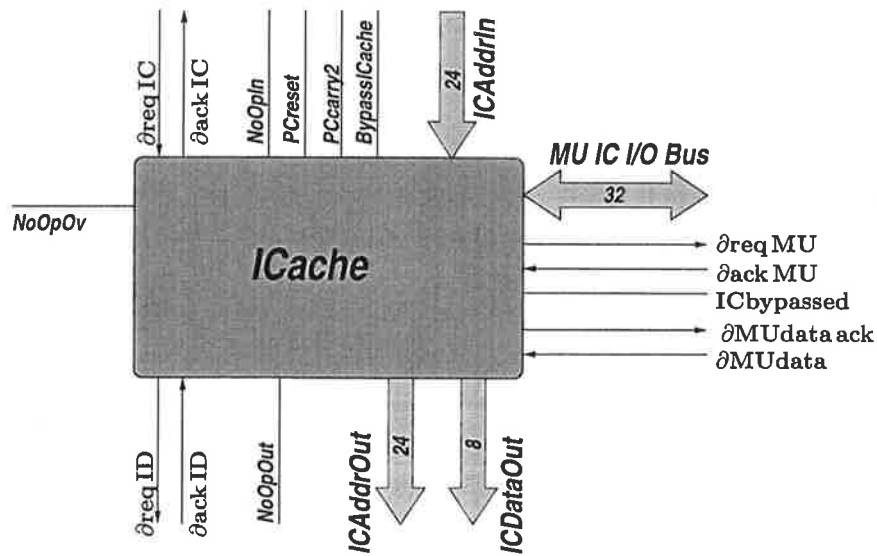 ∂req IC
∂ack IC
NoOpIn
PCreset
PCcarry2
BypassICache
24
ICAddrIn
MU IC I/O Bus
32
NoOpOv
ICache
∂req MU
∂ack MU
ICbypassed
∂MUdata ack
∂MUdata
∂req ID
∂ack ID
NoOpOut
24
ICAddrOut
8
ICDataOut